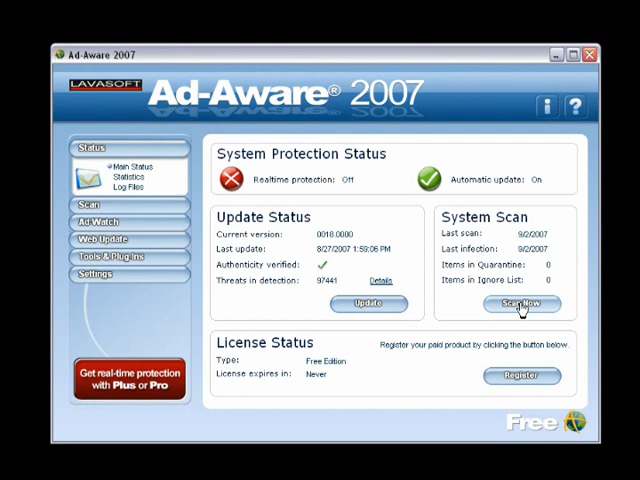 Ad-Aware 2007
LAVASOFT
Ad-Aware® 2007
i ?
Status
Main Status
Statistics
Log Files
Scan
Ad-Watch
Web Update
Tools & Plug-Ins
Settings
Get real-time protection
with Plus or Pro
System Protection Status
Realtime protection: Off
Automatic update: On
Update Status
Current version: 0018.0000
Last update: 8/27/2007 1:59:06 PM
Authenticity verified:
Threats in detection: 97441 Details
Update
System Scan
Last scan: 9/2/2007
Last infection: 9/2/2007
Items in Quarantine: 0
Items in Ignore List: 0
Scan Now
License Status
Register your paid product by clicking the button below.
Type: Free Edition
License expires in: Never
Register
Free